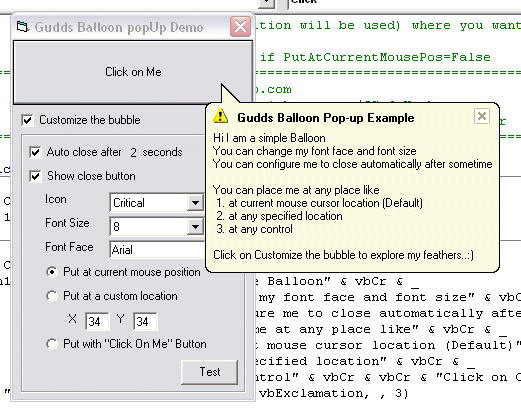 Click
Gudds Balloon popUp Demo
ition will be used) where you want
Click on Me
if PutAtCurrentMousePos=False
.com
Customize the bubble
Gudds Balloon Pop-up Example
Hi I am a simple Balloon
You can change my font face and font size
You can configure me to close automatically after sometime
You can place me at any place like
1. at current mouse cursor location (Default)
2. at any specified location
3. at any control
Click on Customize the bubble to explore my feathers..:)
Auto close after 2 seconds
Show close button
Icon Critical
Font Size 8
Font Face Arial
Put at current mouse position
Put at a custom location
X 34 Y 34
Put with "Click On Me" Button
Test
e Balloon" & vbCr & _
my font face and font size" & vbC
ure me to close automatically afte
me at any place like" & vbCr & _
t mouse cursor location (Default)"
ecified location" & vbCr & _
ntrol" & vbCr & vbCr & "Click on C
vbExclamation, , 3)